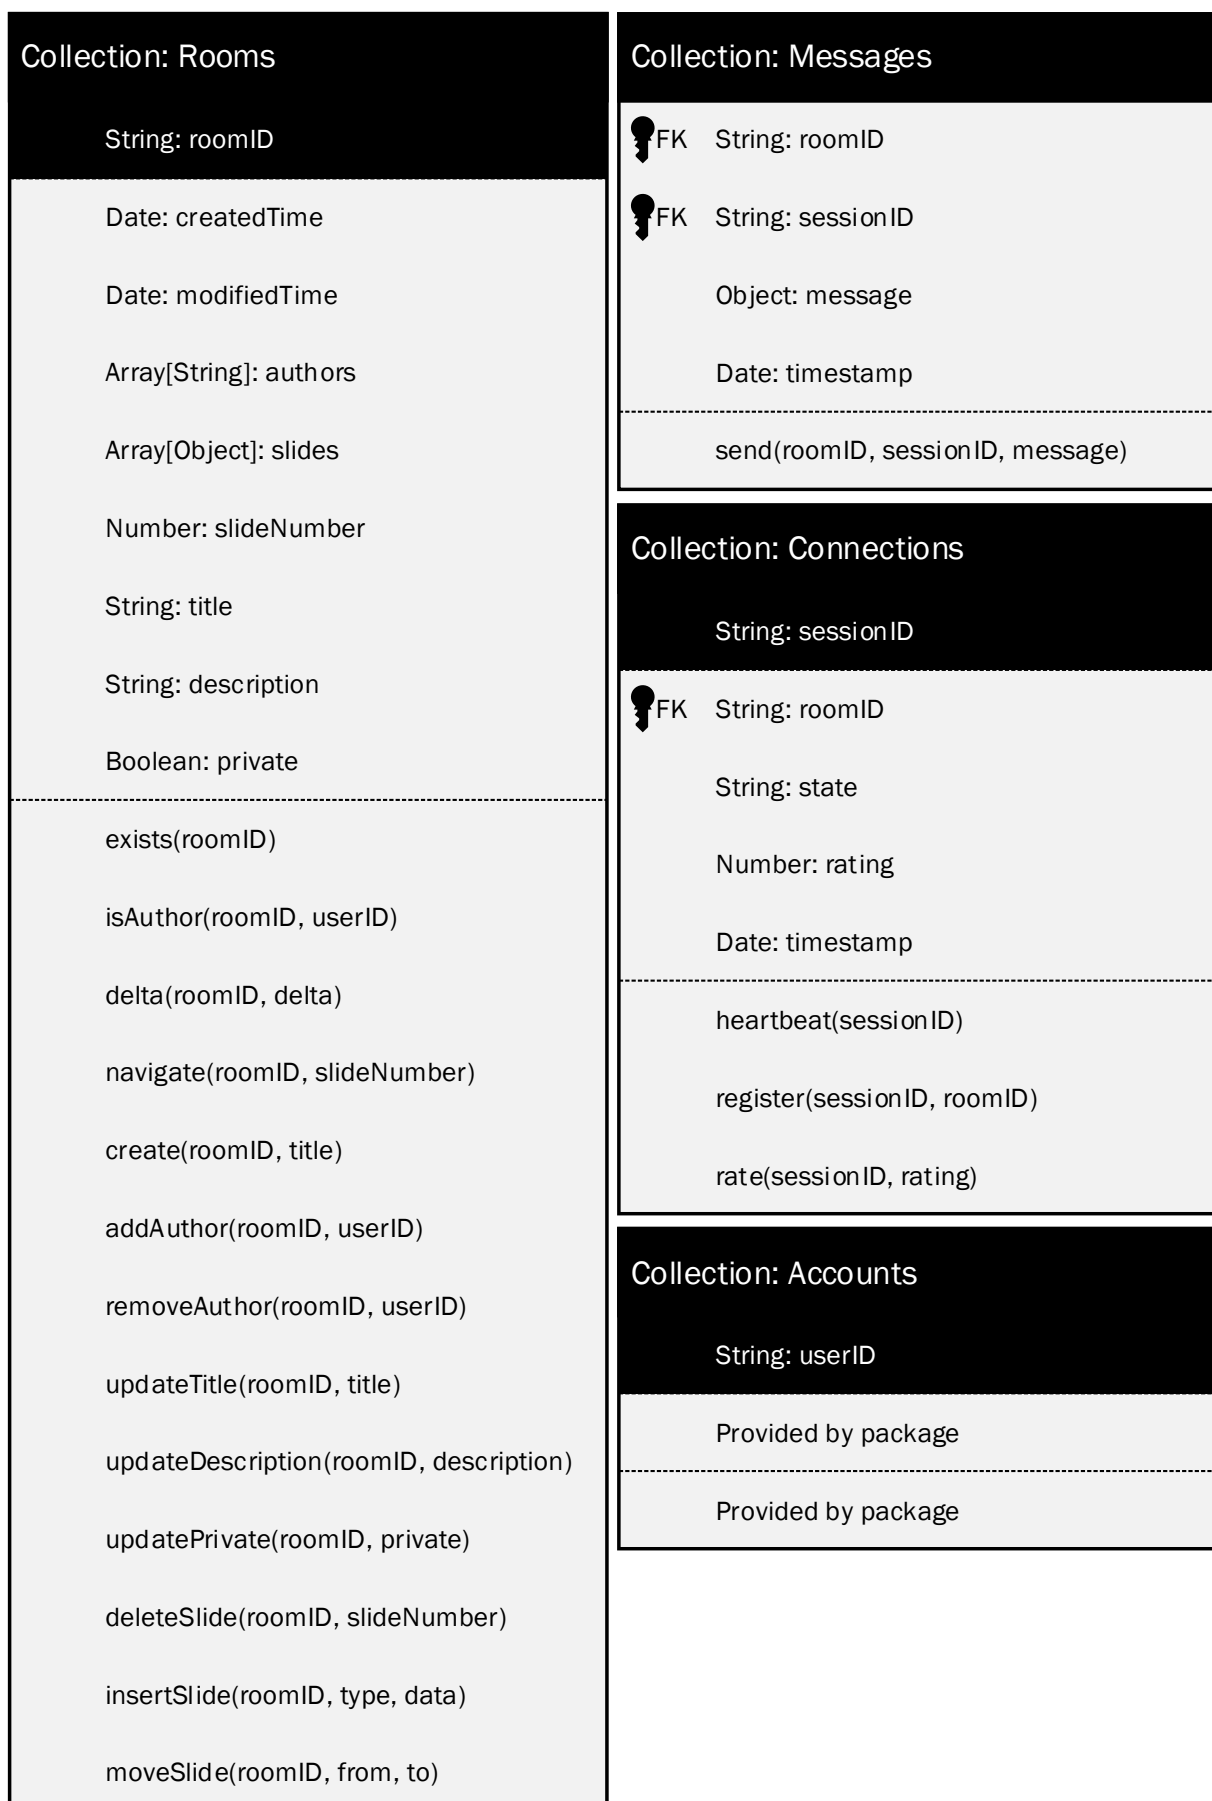 Collection: Rooms
String: roomID
Date: createdTime
Date: modifiedTime
Array[String]: authors
Array[Object]: slides
Number: slideNumber
String: title
String: description
Boolean: private
exists(roomID)
isAuthor(roomID, userID)
delta(roomID, delta)
navigate(roomID, slideNumber)
create(roomID, title)
addAuthor(roomID, userID)
removeAuthor(roomID, userID)
updateTitle(roomID, title)
updateDescription(roomID, description)
updatePrivate(roomID, private)
deleteSlide(roomID, slideNumber)
insertSlide(roomID, type, data)
moveSlide(roomID, from, to)
Collection: Messages
FK String: roomID
FK String: sessionID
Object: message
Date: timestamp
send(roomID, sessionID, message)
Collection: Connections
String: sessionID
FK String: roomID
String: state
Number: rating
Date: timestamp
heartbeat(sessionID)
register(sessionID, roomID)
rate(sessionID, rating)
Collection: Accounts
String: userID
Provided by package
Provided by package